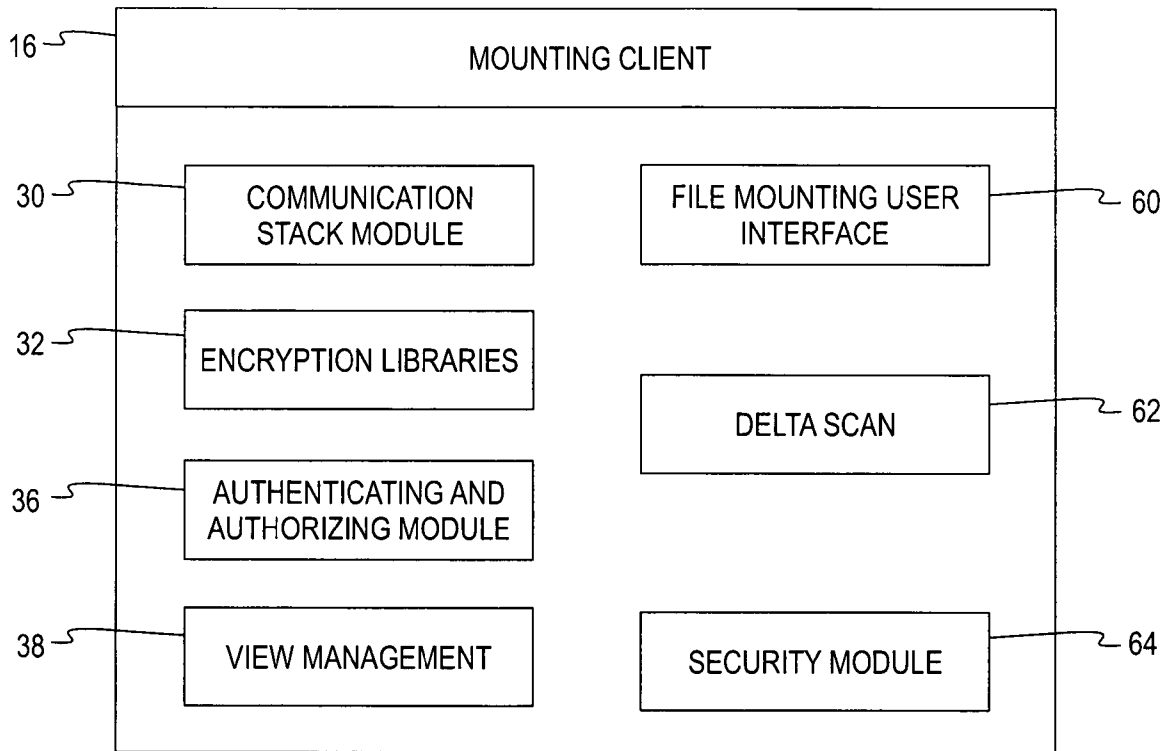 16
MOUNTING CLIENT
30
COMMUNICATION
STACK MODULE
FILE MOUNTING USER
INTERFACE
60
32
ENCRYPTION LIBRARIES
DELTA SCAN
62
36
AUTHENTICATING AND
AUTHORIZING MODULE
38
VIEW MANAGEMENT
SECURITY MODULE
64